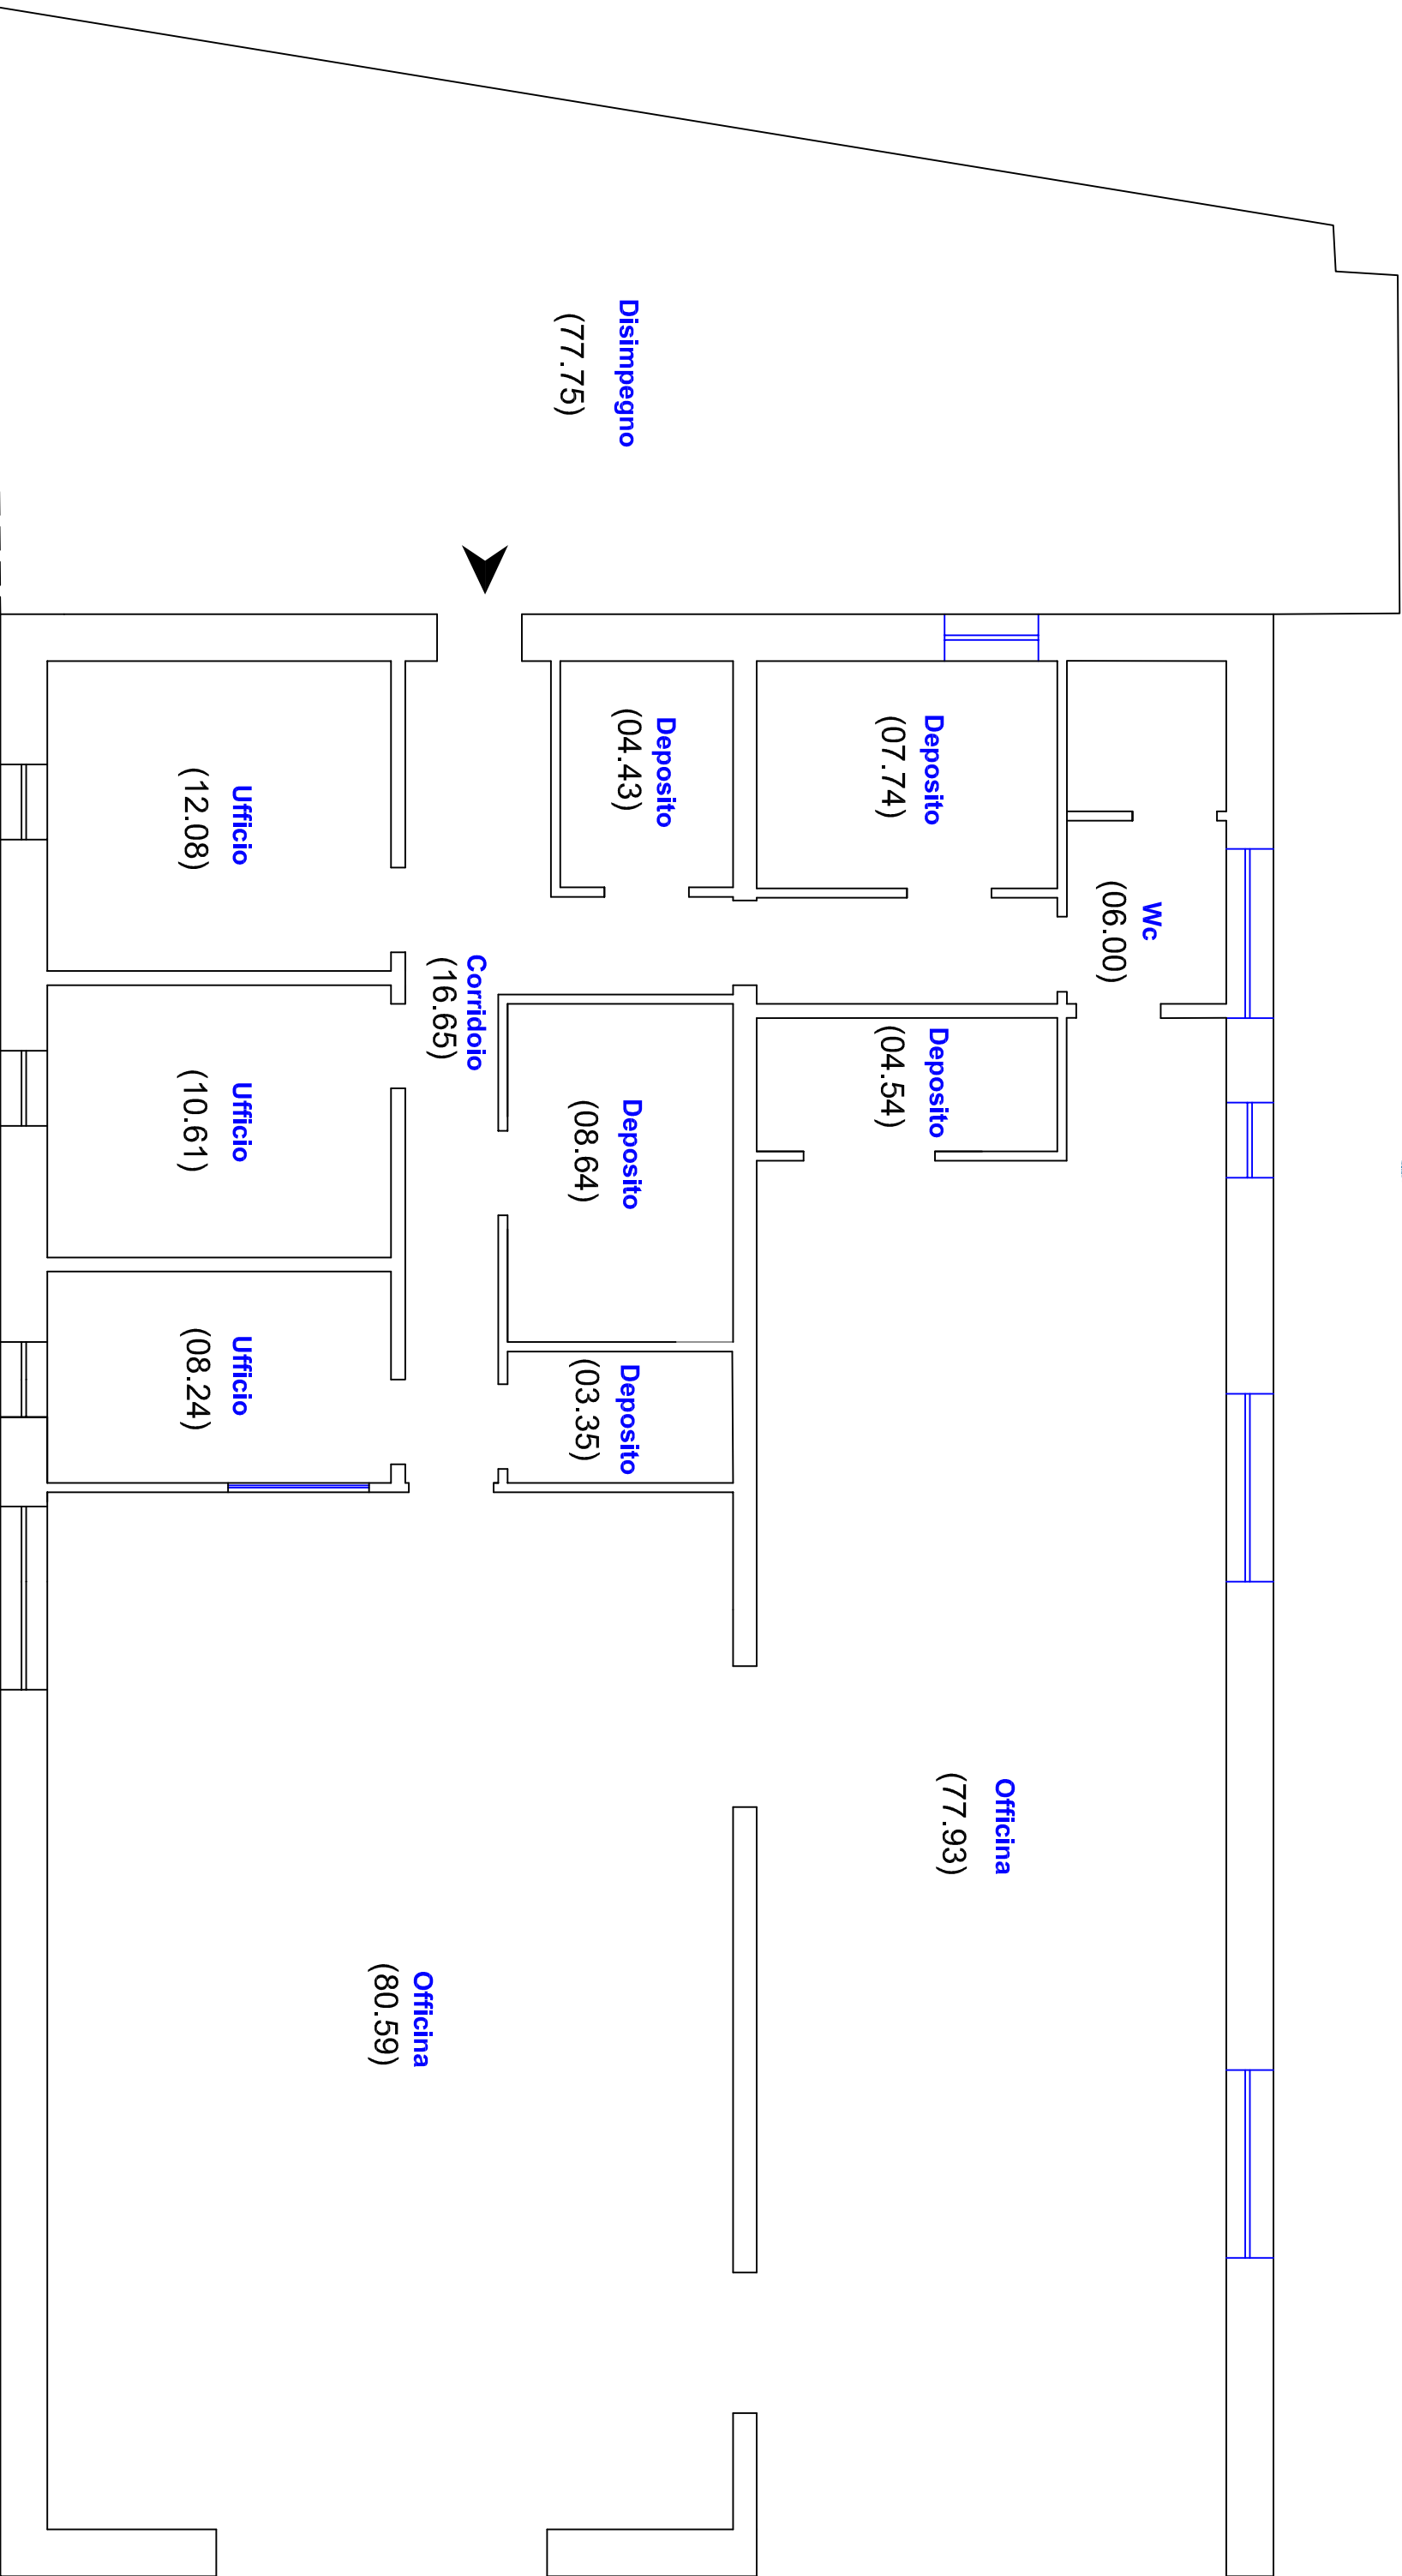 Disimpegno
(77.75)
Deposito
(07.74)
Deposito
(04.43)
Ufficio
(12.08)
Wc
(06.00)
Corridoio
(16.65)
Deposito
(04.54)
Deposito
(08.64)
Ufficio
(10.61)
Deposito
(03.35)
Ufficio
(08.24)
Officina
(77.93)
Officina
(80.59)